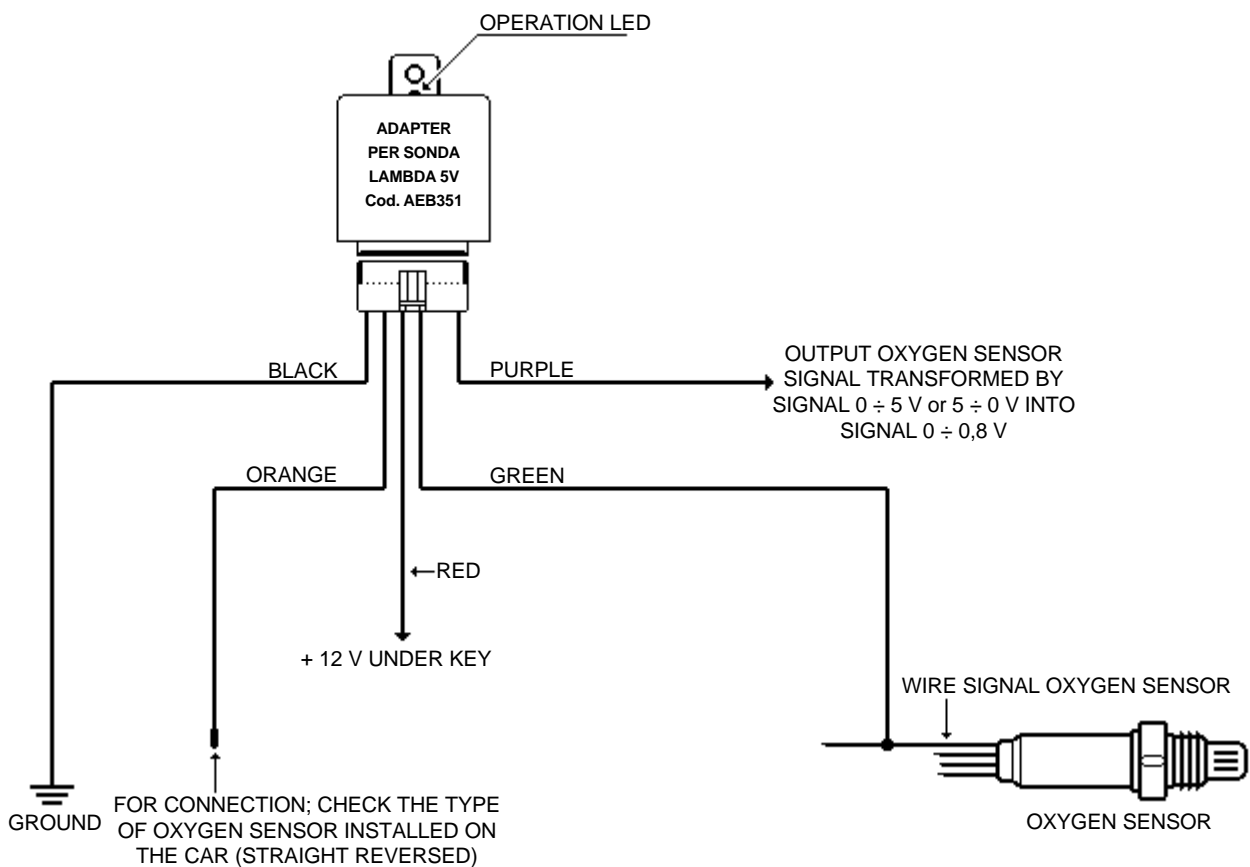 OPERATION LED
ADAPTER
PER SONDA
LAMBDA 5V
Cod. AEB351
BLACK
PURPLE
OUTPUT OXYGEN SENSOR
SIGNAL TRANSFORMED BY
SIGNAL 0 ÷ 5 V or 5 ÷ 0 V INTO
SIGNAL 0 ÷ 0,8 V
ORANGE
GREEN
RED
+ 12 V UNDER KEY
WIRE SIGNAL OXYGEN SENSOR
GROUND
FOR CONNECTION; CHECK THE TYPE
OF OXYGEN SENSOR INSTALLED ON
THE CAR (STRAIGHT REVERSED)
OXYGEN SENSOR